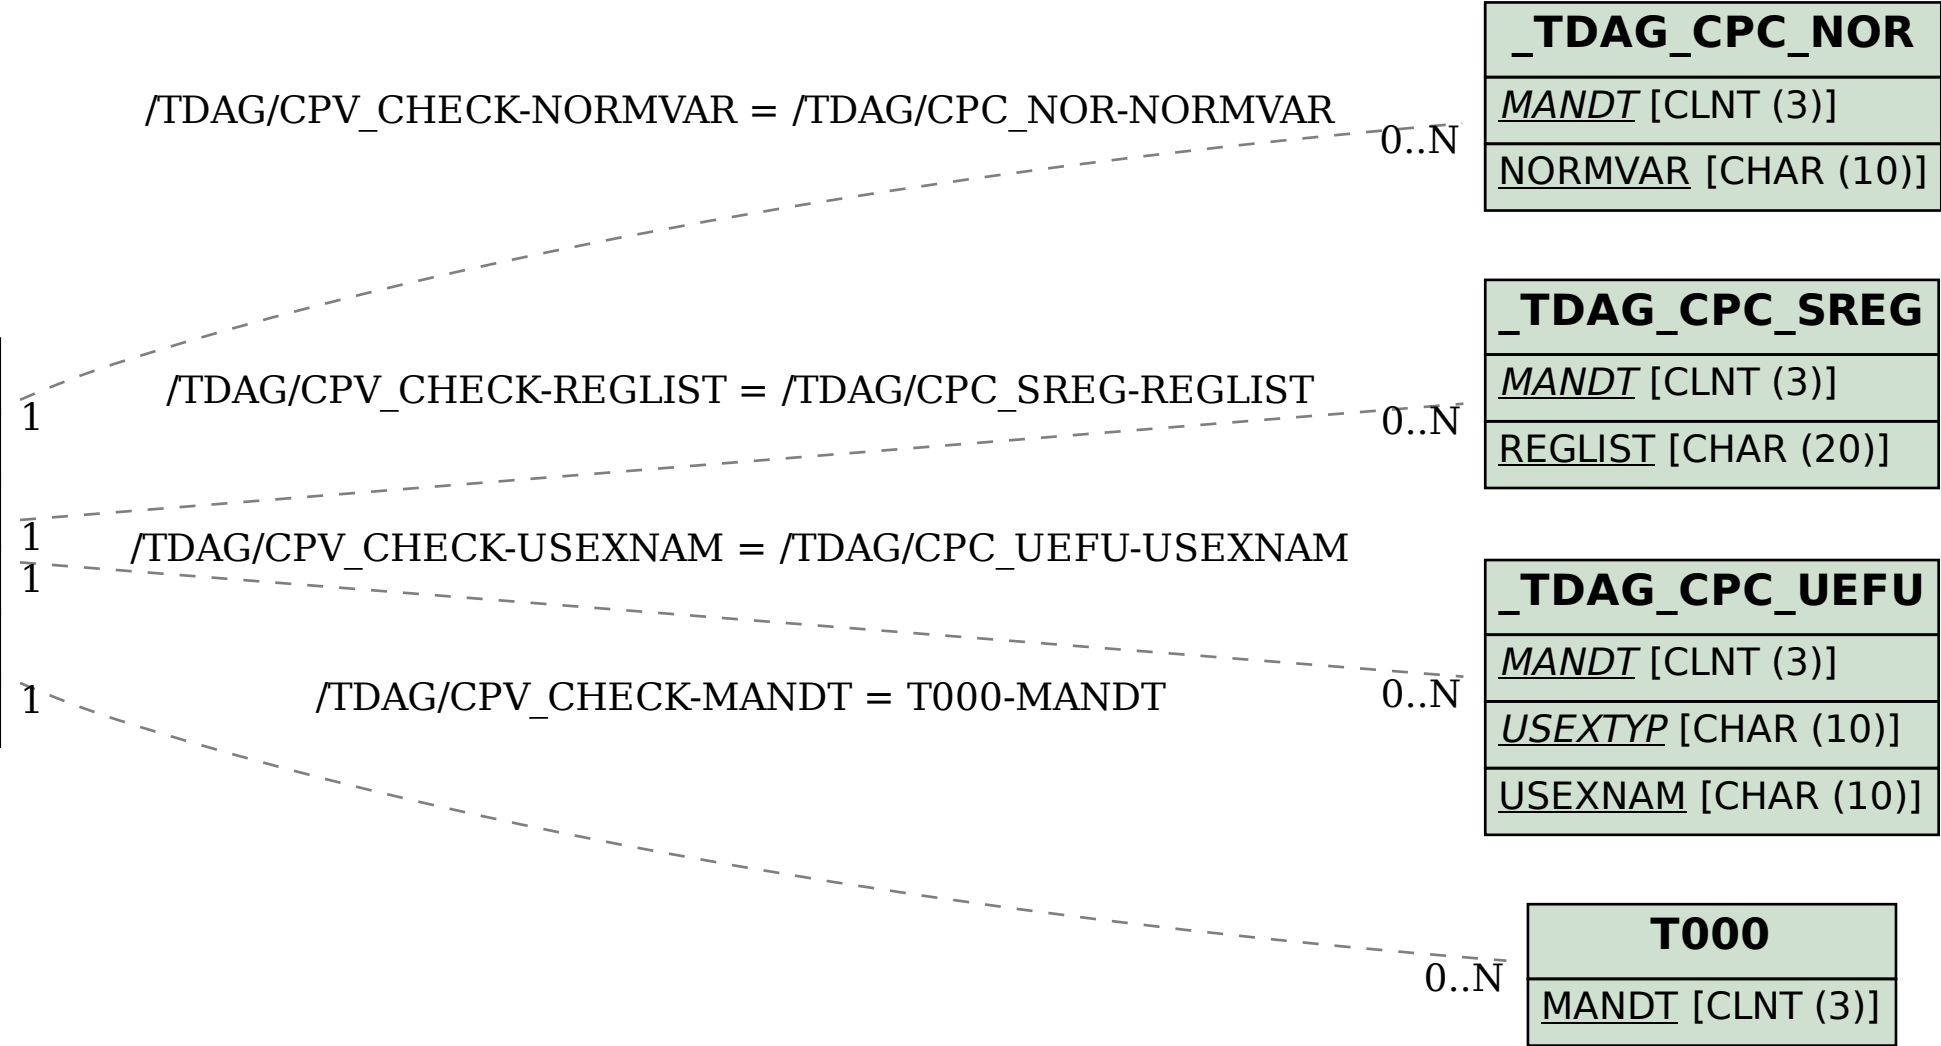 _TDAG_CPC_NOR
MANDT [CLNT (3)]
NORMVAR [CHAR (10)]
/TDAG/CPV_CHECK-NORMVAR = /TDAG/CPC_NOR-NORMVAR
0..N
1
_TDAG_CPC_SREG
MANDT [CLNT (3)]
REGLIST [CHAR (20)]
/TDAG/CPV_CHECK-REGLIST = /TDAG/CPC_SREG-REGLIST
0..N
1
/TDAG/CPV_CHECK-USEXNAM = /TDAG/CPC_UEFU-USEXNAM
1
0..N
_TDAG_CPC_UEFU
MANDT [CLNT (3)]
USEXTYP [CHAR (10)]
USEXNAM [CHAR (10)]
/TDAG/CPV_CHECK-MANDT = T000-MANDT
1
0..N
T000
MANDT [CLNT (3)]